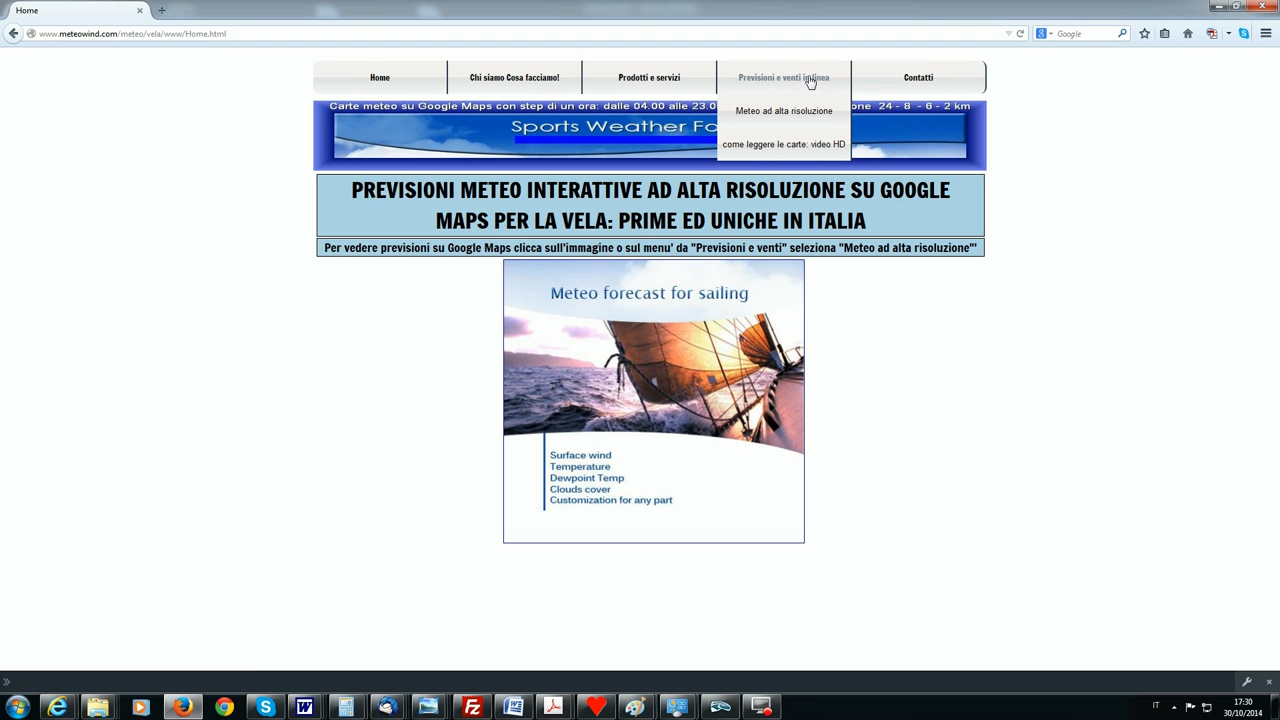 Home
www.meteowind.com/meteo/vela/www/Home.html
Google
Home
Chi siamo Cosa facciamo!
Prodotti e servizi
Previsioni e venti in linea
Contatti
Meteo ad alta risoluzione
come leggere le carte: video HD
Carte meteo su Google Maps con step di un ora: dalle 04.00 alle 23.0
one 24 - 8 - 6 - 2 km
Sports Weather Fo
PREVISIONI METEO INTERATTIVE AD ALTA RISOLUZIONE SU GOOGLE
MAPS PER LA VELA: PRIME ED UNICHE IN ITALIA
Per vedere previsioni su Google Maps clicca sull'immagine o sul menu' da "Previsioni e venti" seleziona "Meteo ad alta risoluzione"'
Meteo forecast for sailing
Surface wind
Temperature
Dewpoint Temp
Clouds cover
Customization for any part
IT
17:30
30/10/2014